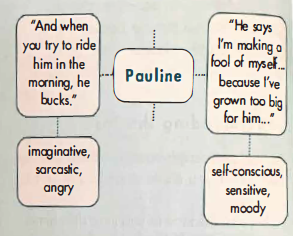 "And when
you try to ride
him in the
morning, he
bucks."
Pauline
"He says
I'm making a
fool of myself...
because I've
grown too big
for him..."
imaginative,
sarcastic,
angry
self-conscious,
sensitive,
moody